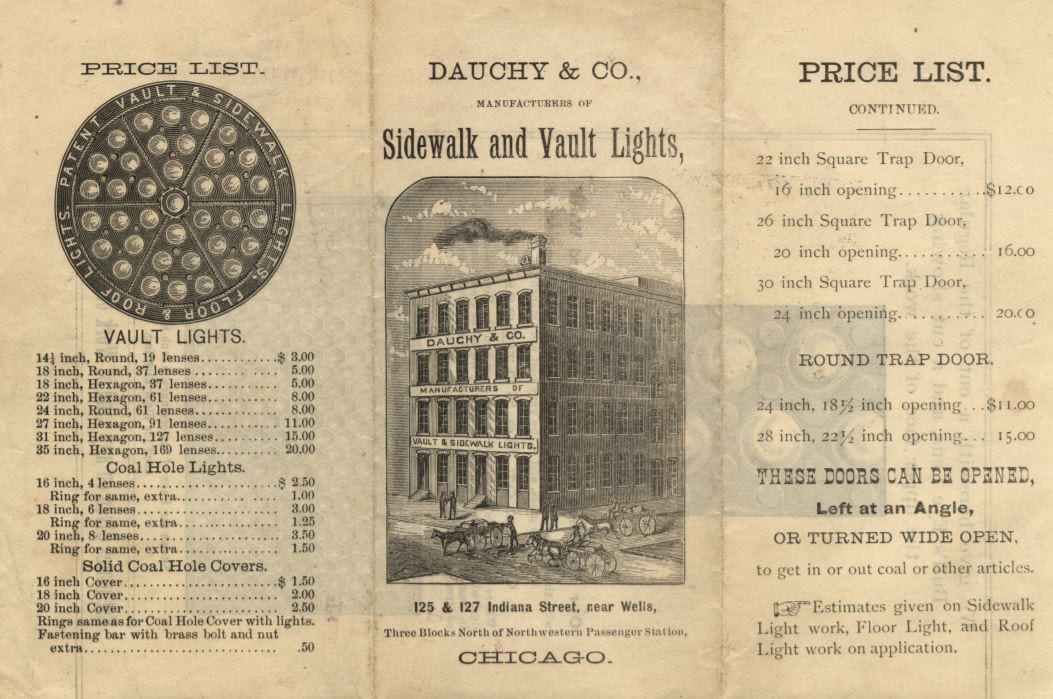 PRICE LIST.
PATENT VAULT & SIDEWALK LIGHTS, FLOOR & ROOF LIGHTS.
VAULT LIGHTS.
14½ inch, Round, 19 lenses............$ 3.00
18 inch, Round, 37 lenses ............ 5.00
18 inch, Hexagon, 37 lenses............ 5.00
22 inch, Hexagon, 61 lenses............ 8.00
24 inch, Round, 61 lenses............ 8.00
27 inch, Hexagon, 91 lenses............ 11.00
31 inch, Hexagon, 127 lenses............ 15.00
35 inch, Hexagon, 169 lenses............ 20.00
Coal Hole Lights.
16 inch, 4 lenses............$ 2.50
Ring for same, extra............ 1.00
18 inch, 6 lenses............ 3.00
Ring for same, extra............ 1.25
20 inch, 8 lenses............ 3.50
Ring for same, extra............ 1.50
Solid Coal Hole Covers.
16 inch Cover............$ 1.50
18 inch Cover............ 2.00
20 inch Cover............ 2.50
Rings same as for Coal Hole Cover with lights.
Fastening bar with brass bolt and nut
extra............ .50
DAUCHY & CO.,
MANUFACTURERS OF
Sidewalk and Vault Lights,
DAUCHY & CO.
MANUFACTURERS OF
VAULT & SIDEWALK LIGHTS.
125 & 127 Indiana Street, near Wells,
Three Blocks North of Northwestern Passenger Station,
CHICAGO.
PRICE LIST.
CONTINUED.
22 inch Square Trap Door,
16 inch opening..........$12.00
26 inch Square Trap Door,
20 inch opening.......... 16.00
30 inch Square Trap Door,
24 inch opening.......... 20.00
ROUND TRAP DOOR.
24 inch, 18½ inch opening...$11.00
28 inch, 22½ inch opening... 15.00
THESE DOORS CAN BE OPENED,
Left at an Angle,
OR TURNED WIDE OPEN,
to get in or out coal or other articles.
☞Estimates given on Sidewalk
Light work, Floor Light, and Roof
Light work on application.